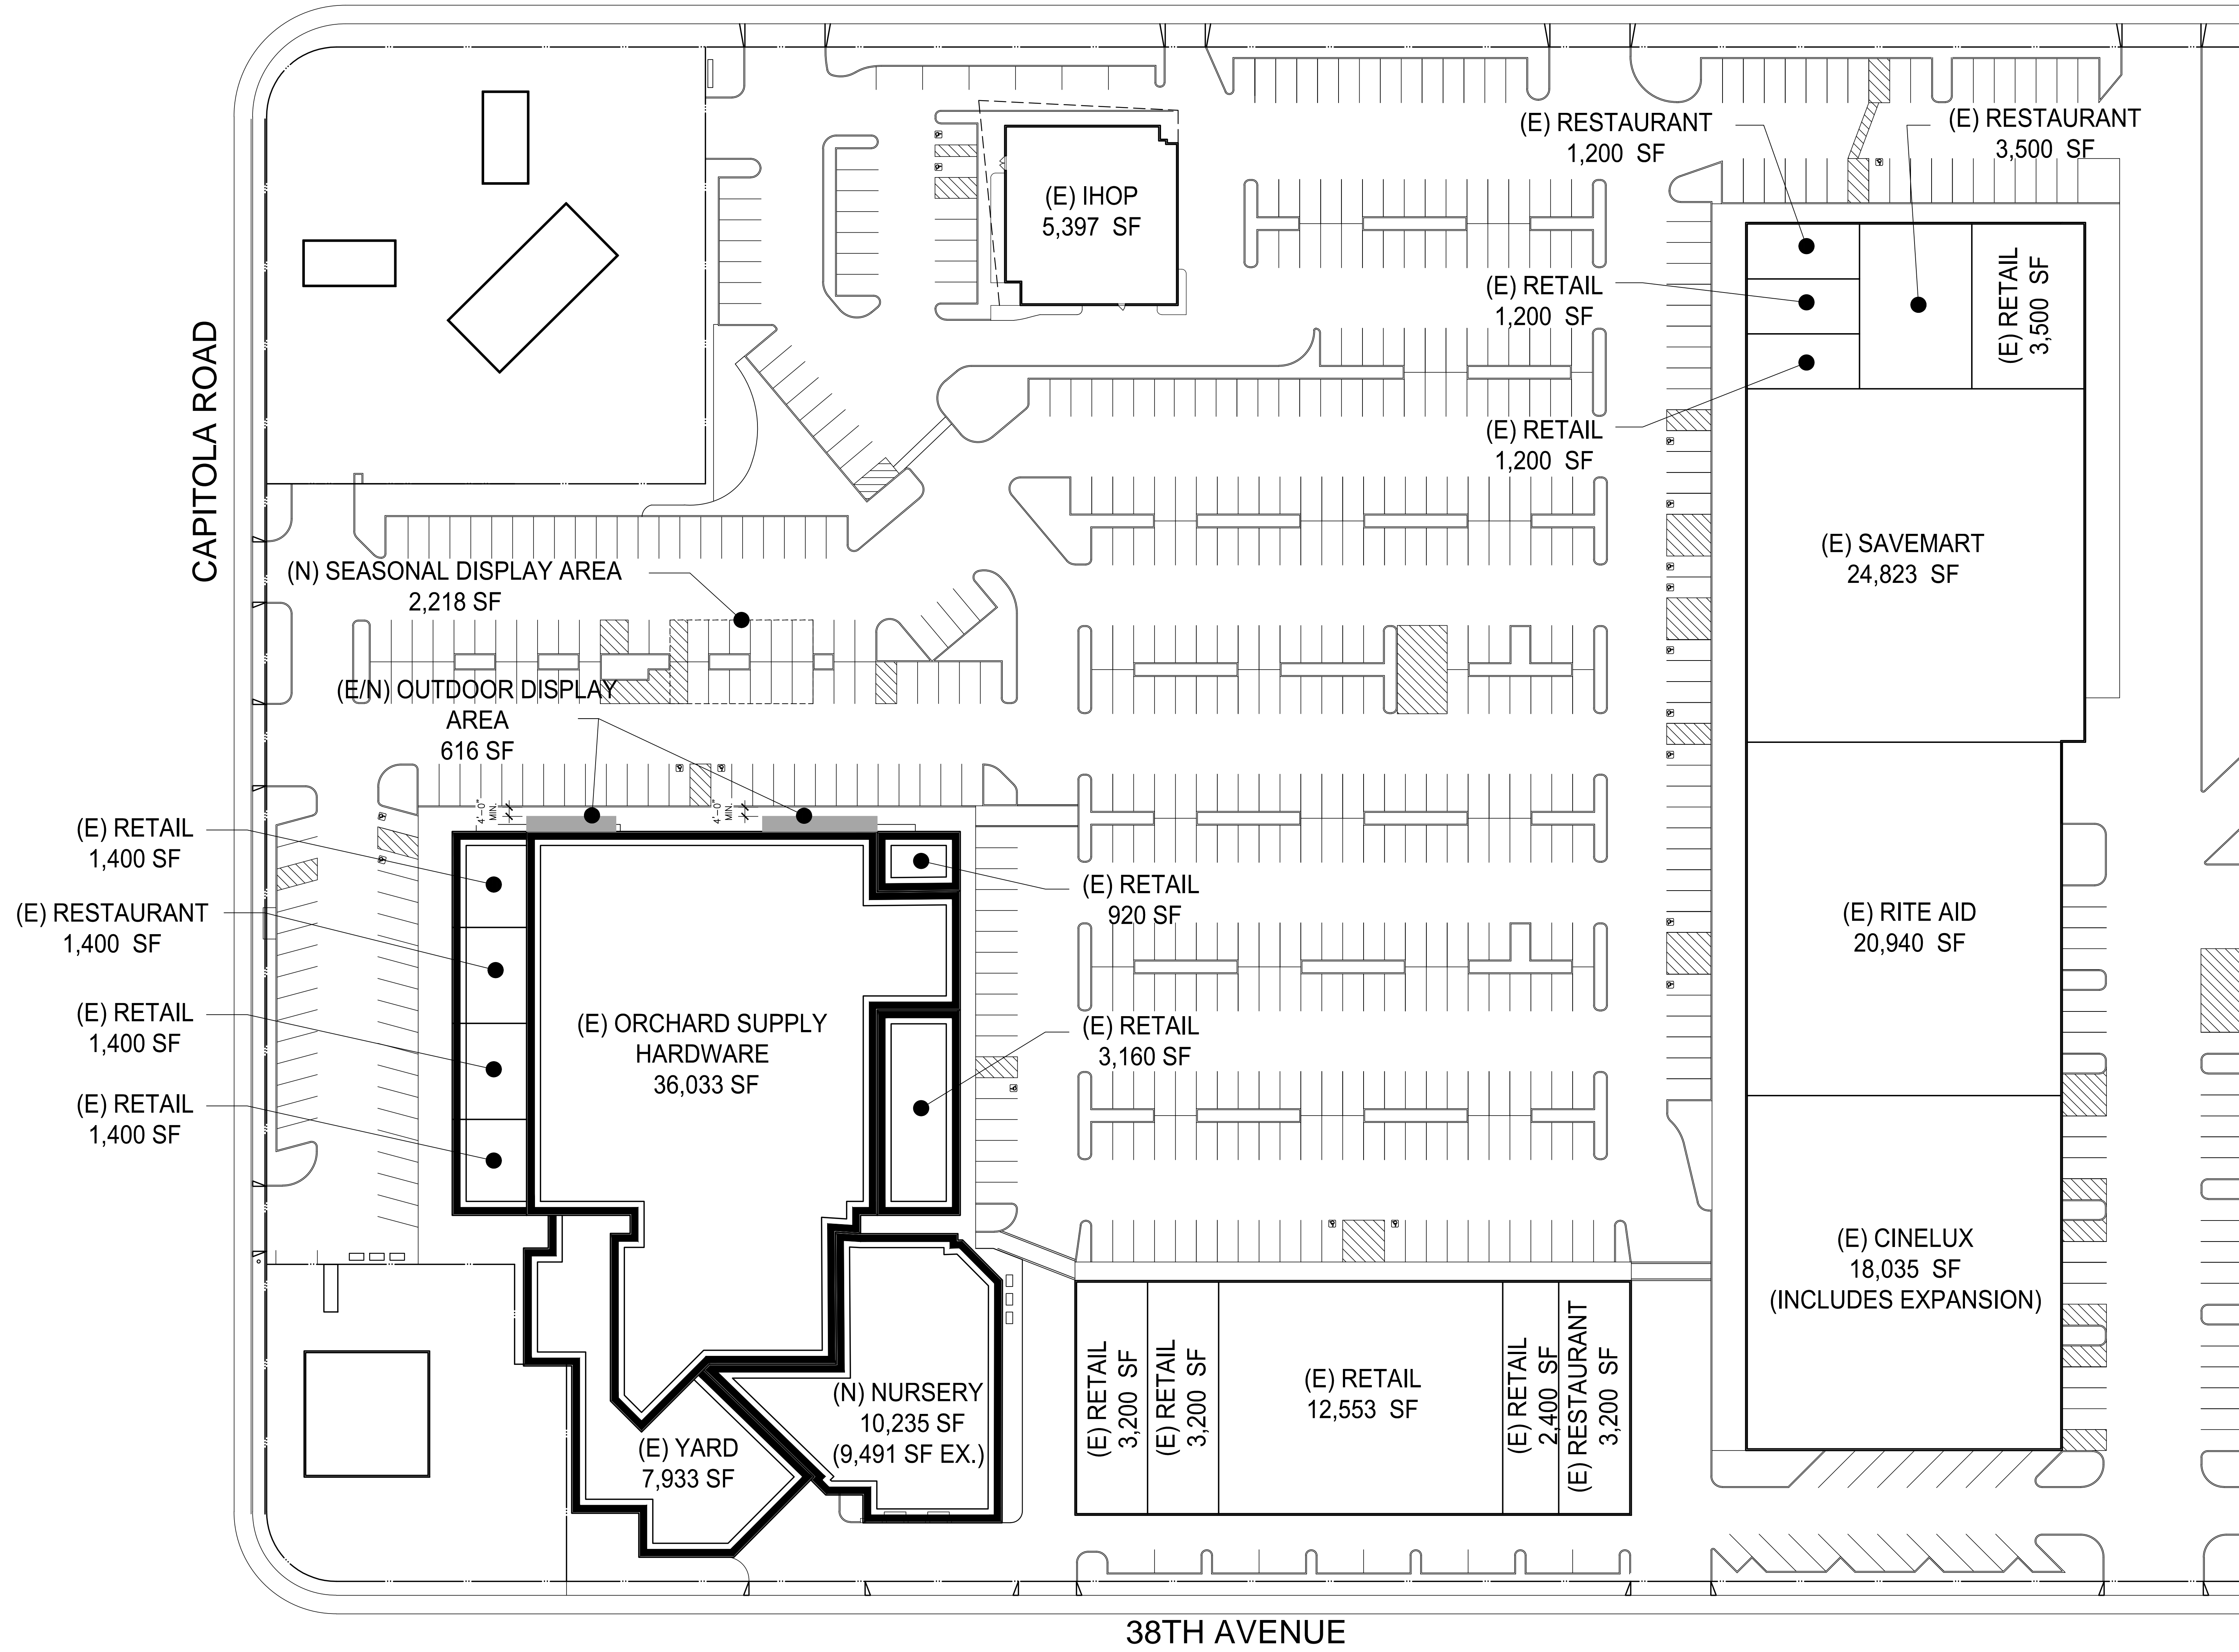 (E) RESTAURANT
1,200 SF
(E) RESTAURANT
3,500 SF
(E) IHOP
5,397 SF
(E) RETAIL
3,500 SF
(E) RETAIL
1,200 SF
(E) RETAIL
1,200 SF
CAPITOLA ROAD
(E) SAVEMART
24,823 SF
(N) SEASONAL DISPLAY AREA
2,218 SF
(E/N) OUTDOOR DISPLAY
AREA
616 SF
4'-0"
MIN.
4'-0"
MIN.
(E) RETAIL
1,400 SF
(E) RESTAURANT
1,400 SF
(E) RETAIL
1,400 SF
(E) RETAIL
1,400 SF
(E) ORCHARD SUPPLY
HARDWARE
36,033 SF
(E) RETAIL
920 SF
(E) RETAIL
3,160 SF
(E) RITE AID
20,940 SF
(E) CINELUX
18,035 SF
(INCLUDES EXPANSION)
(N) NURSERY
10,235 SF
(9,491 SF EX.)
(E) YARD
7,933 SF
(E) RETAIL
3,200 SF
(E) RETAIL
3,200 SF
(E) RETAIL
12,553 SF
(E) RETAIL
2,400 SF
(E) RESTAURANT
3,200 SF
38TH AVENUE